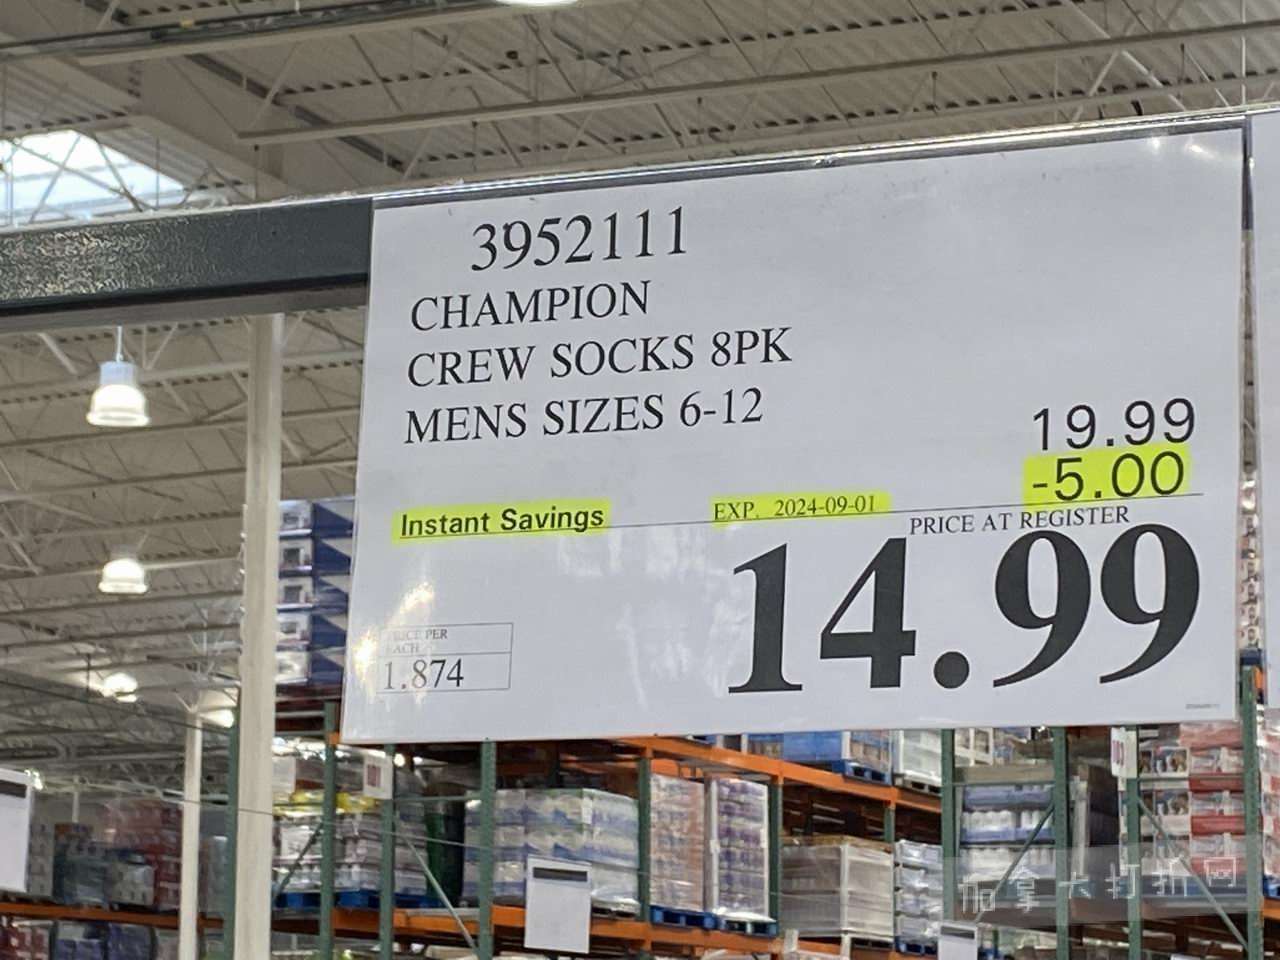 3952111
CHAMPION
CREW SOCKS 8PK
MENS SIZES 6-12
19.99
-5.00
Instant Savings
EXP. 2024-09-01
PRICE AT REGISTER
14.99
PRICE PER
EACH
1.874
加拿大打折网